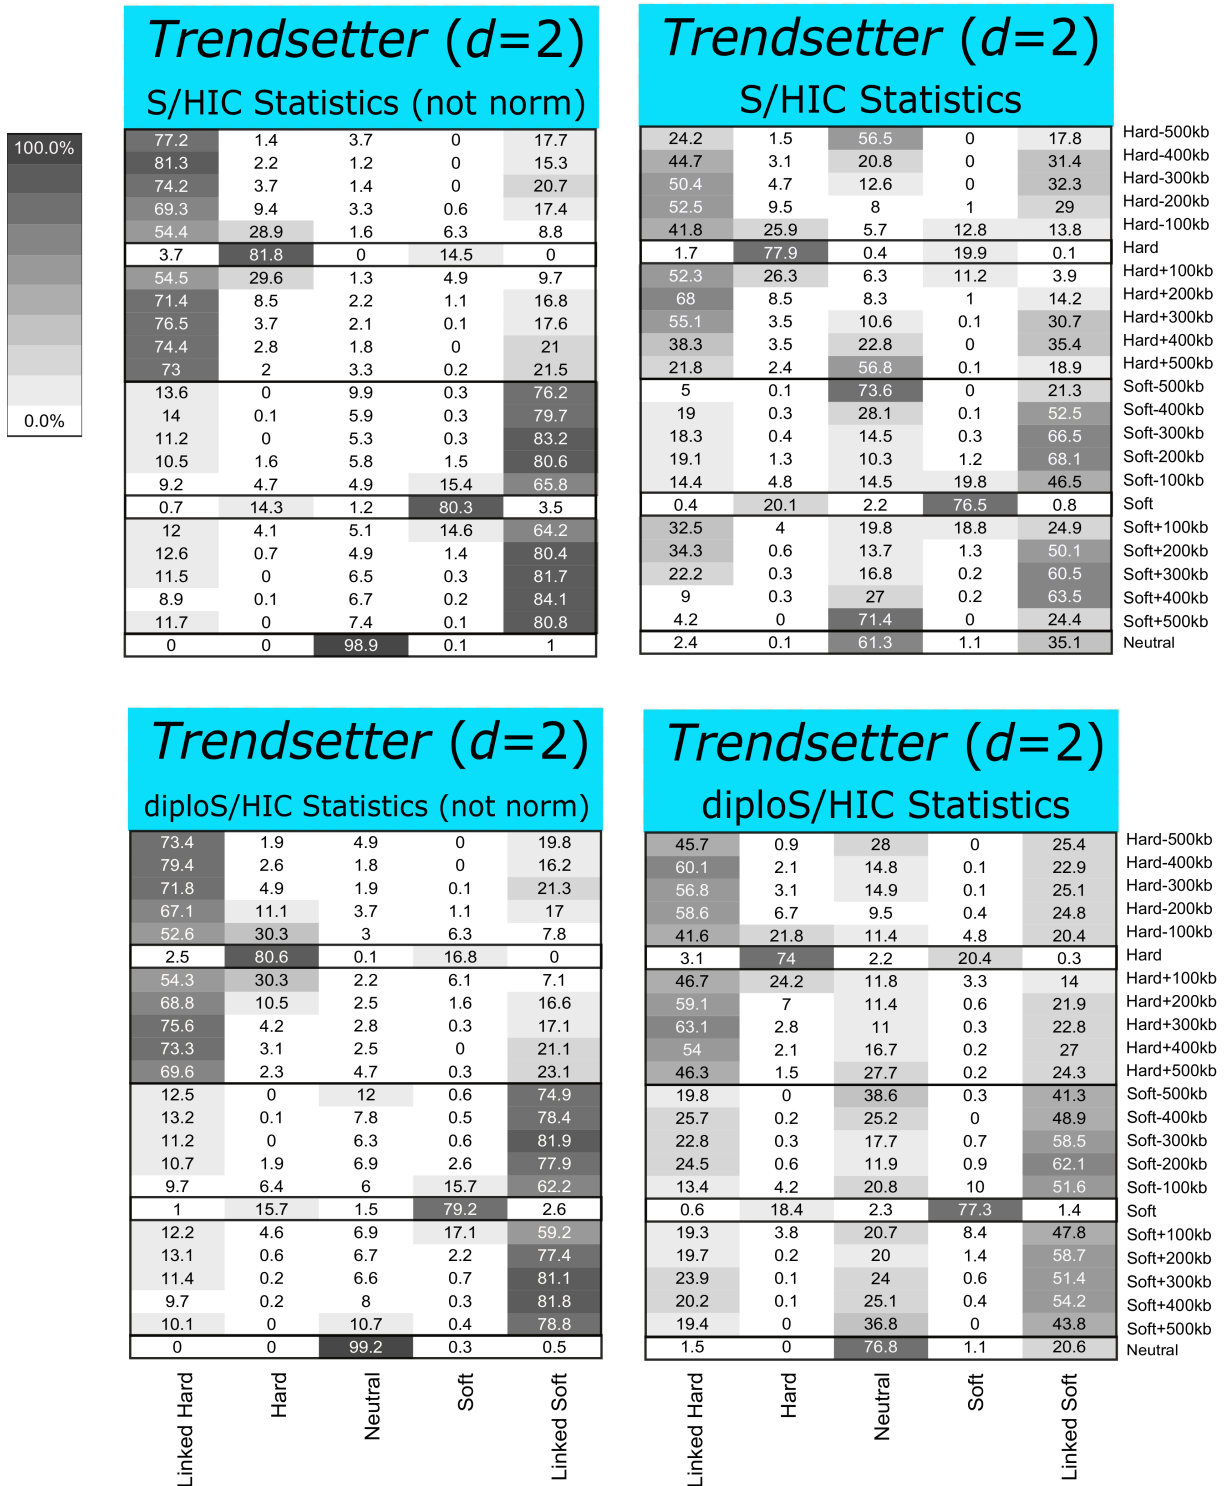 Trendsetter (d=2)
S/HIC Statistics (not norm)
100.0%
0.0%
77.2 1.4 3.7 0 17.7
81.3 2.2 1.2 0 15.3
74.2 3.7 1.4 0 20.7
69.3 9.4 3.3 0.6 17.4
54.4 28.9 1.6 6.3 8.8
3.7 81.8 0 14.5 0
54.5 29.6 1.3 4.9 9.7
71.4 8.5 2.2 1.1 16.8
76.5 3.7 2.1 0.1 17.6
74.4 2.8 1.8 0 21
73 2 3.3 0.2 21.5
13.6 0 9.9 0.3 76.2
14 0.1 5.9 0.3 79.7
11.2 0 5.3 0.3 83.2
10.5 1.6 5.8 1.5 80.6
9.2 4.7 4.9 15.4 65.8
0.7 14.3 1.2 80.3 3.5
12 4.1 5.1 14.6 64.2
12.6 0.7 4.9 1.4 80.4
11.5 0 6.5 0.3 81.7
8.9 0.1 6.7 0.2 84.1
11.7 0 7.4 0.1 80.8
0 0 98.9 0.1 1
Trendsetter (d=2)
S/HIC Statistics
24.2 1.5 56.5 0 17.8 Hard-500kb
44.7 3.1 20.8 0 31.4 Hard-400kb
50.4 4.7 12.6 0 32.3 Hard-300kb
52.5 9.5 8 1 29 Hard-200kb
41.8 25.9 5.7 12.8 13.8 Hard-100kb
1.7 77.9 0.4 19.9 0.1 Hard
52.3 26.3 6.3 11.2 3.9 Hard+100kb
68 8.5 8.3 1 14.2 Hard+200kb
55.1 3.5 10.6 0.1 30.7 Hard+300kb
38.3 3.5 22.8 0 35.4 Hard+400kb
21.8 2.4 56.8 0.1 18.9 Hard+500kb
5 0.1 73.6 0 21.3 Soft-500kb
19 0.3 28.1 0.1 52.5 Soft-400kb
18.3 0.4 14.5 0.3 66.5 Soft-300kb
19.1 1.3 10.3 1.2 68.1 Soft-200kb
14.4 4.8 14.5 19.8 46.5 Soft-100kb
0.4 20.1 2.2 76.5 0.8 Soft
32.5 4 19.8 18.8 24.9 Soft+100kb
34.3 0.6 13.7 1.3 50.1 Soft+200kb
22.2 0.3 16.8 0.2 60.5 Soft+300kb
9 0.3 27 0.2 63.5 Soft+400kb
4.2 0 71.4 0 24.4 Soft+500kb
2.4 0.1 61.3 1.1 35.1 Neutral
Trendsetter (d=2)
diploS/HIC Statistics (not norm)
73.4 1.9 4.9 0 19.8
79.4 2.6 1.8 0 16.2
71.8 4.9 1.9 0.1 21.3
67.1 11.1 3.7 1.1 17
52.6 30.3 3 6.3 7.8
2.5 80.6 0.1 16.8 0
54.3 30.3 2.2 6.1 7.1
68.8 10.5 2.5 1.6 16.6
75.6 4.2 2.8 0.3 17.1
73.3 3.1 2.5 0 21.1
69.6 2.3 4.7 0.3 23.1
12.5 0 12 0.6 74.9
13.2 0.1 7.8 0.5 78.4
11.2 0 6.3 0.6 81.9
10.7 1.9 6.9 2.6 77.9
9.7 6.4 6 15.7 62.2
1 15.7 1.5 79.2 2.6
12.2 4.6 6.9 17.1 59.2
13.1 0.6 6.7 2.2 77.4
11.4 0.2 6.6 0.7 81.1
9.7 0.2 8 0.3 81.8
10.1 0 10.7 0.4 78.8
0 0 99.2 0.3 0.5
Linked Hard
Hard
Neutral
Soft
Linked Soft
Trendsetter (d=2)
diploS/HIC Statistics
45.7 0.9 28 0 25.4 Hard-500kb
60.1 2.1 14.8 0.1 22.9 Hard-400kb
56.8 3.1 14.9 0.1 25.1 Hard-300kb
58.6 6.7 9.5 0.4 24.8 Hard-200kb
41.6 21.8 11.4 4.8 20.4 Hard-100kb
3.1 74 2.2 20.4 0.3 Hard
46.7 24.2 11.8 3.3 14 Hard+100kb
59.1 7 11.4 0.6 21.9 Hard+200kb
63.1 2.8 11 0.3 22.8 Hard+300kb
54 2.1 16.7 0.2 27 Hard+400kb
46.3 1.5 27.7 0.2 24.3 Hard+500kb
19.8 0 38.6 0.3 41.3 Soft-500kb
25.7 0.2 25.2 0 48.9 Soft-400kb
22.8 0.3 17.7 0.7 58.5 Soft-300kb
24.5 0.6 11.9 0.9 62.1 Soft-200kb
13.4 4.2 20.8 10 51.6 Soft-100kb
0.6 18.4 2.3 77.3 1.4 Soft
19.3 3.8 20.7 8.4 47.8 Soft+100kb
19.7 0.2 20 1.4 58.7 Soft+200kb
23.9 0.1 24 0.6 51.4 Soft+300kb
20.2 0.1 25.1 0.4 54.2 Soft+400kb
19.4 0 36.8 0 43.8 Soft+500kb
1.5 0 76.8 1.1 20.6 Neutral
Linked Hard
Hard
Neutral
Soft
Linked Soft